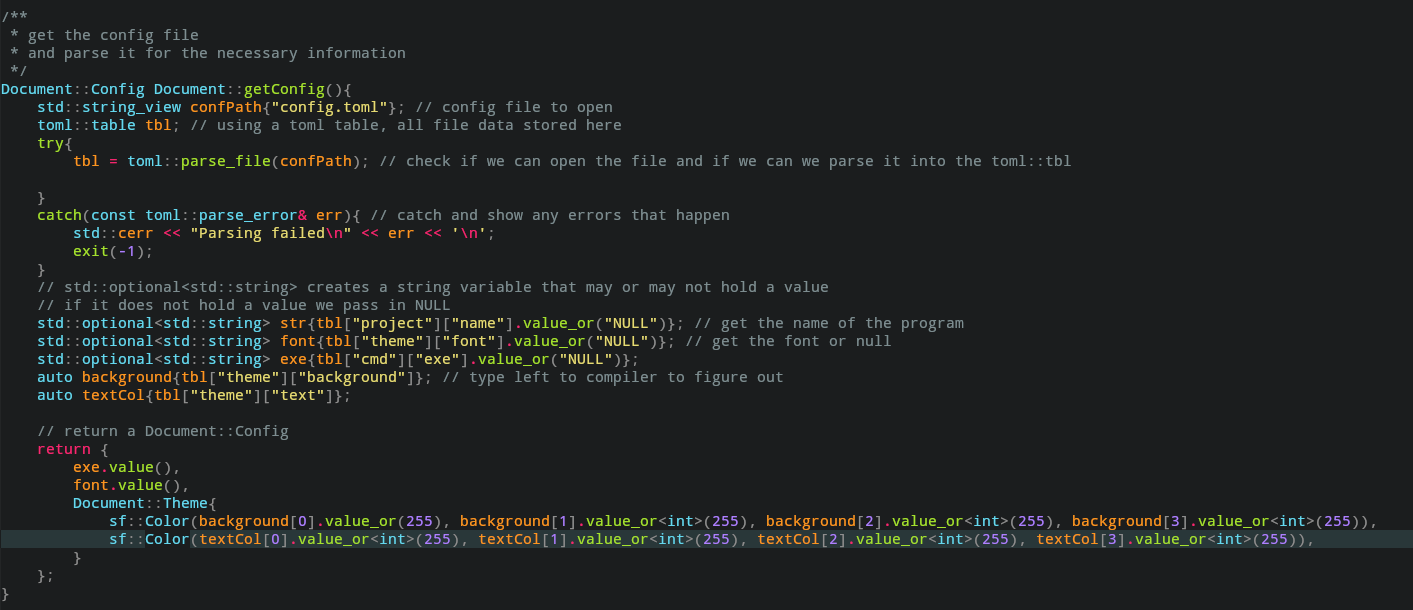 /**
 * get the config file
 * and parse it for the necessary information
 */
Document::Config Document::getConfig(){
    std::string_view confPath{"config.toml"}; // config file to open
    toml::table tbl; // using a toml table, all file data stored here
    try{
        tbl = toml::parse_file(confPath); // check if we can open the file and if we can we parse it into the toml::tbl

    }
    catch(const toml::parse_error& err){ // catch and show any errors that happen
        std::cerr << "Parsing failed\n" << err << '\n';
        exit(-1);
    }
    // std::optional<std::string> creates a string variable that may or may not hold a value
    // if it does not hold a value we pass in NULL
    std::optional<std::string> str{tbl["project"]["name"].value_or("NULL")}; // get the name of the program
    std::optional<std::string> font{tbl["theme"]["font"].value_or("NULL")}; // get the font or null
    std::optional<std::string> exe{tbl["cmd"]["exe"].value_or("NULL")};
    auto background{tbl["theme"]["background"]}; // type left to compiler to figure out
    auto textCol{tbl["theme"]["text"]};

    // return a Document::Config
    return {
        exe.value(),
        font.value(),
        Document::Theme{
            sf::Color(background[0].value_or(255), background[1].value_or<int>(255), background[2].value_or<int>(255), background[3].value_or<int>(255)),
            sf::Color(textCol[0].value_or<int>(255), textCol[1].value_or<int>(255), textCol[2].value_or<int>(255), textCol[3].value_or<int>(255)),
        }
    };
}